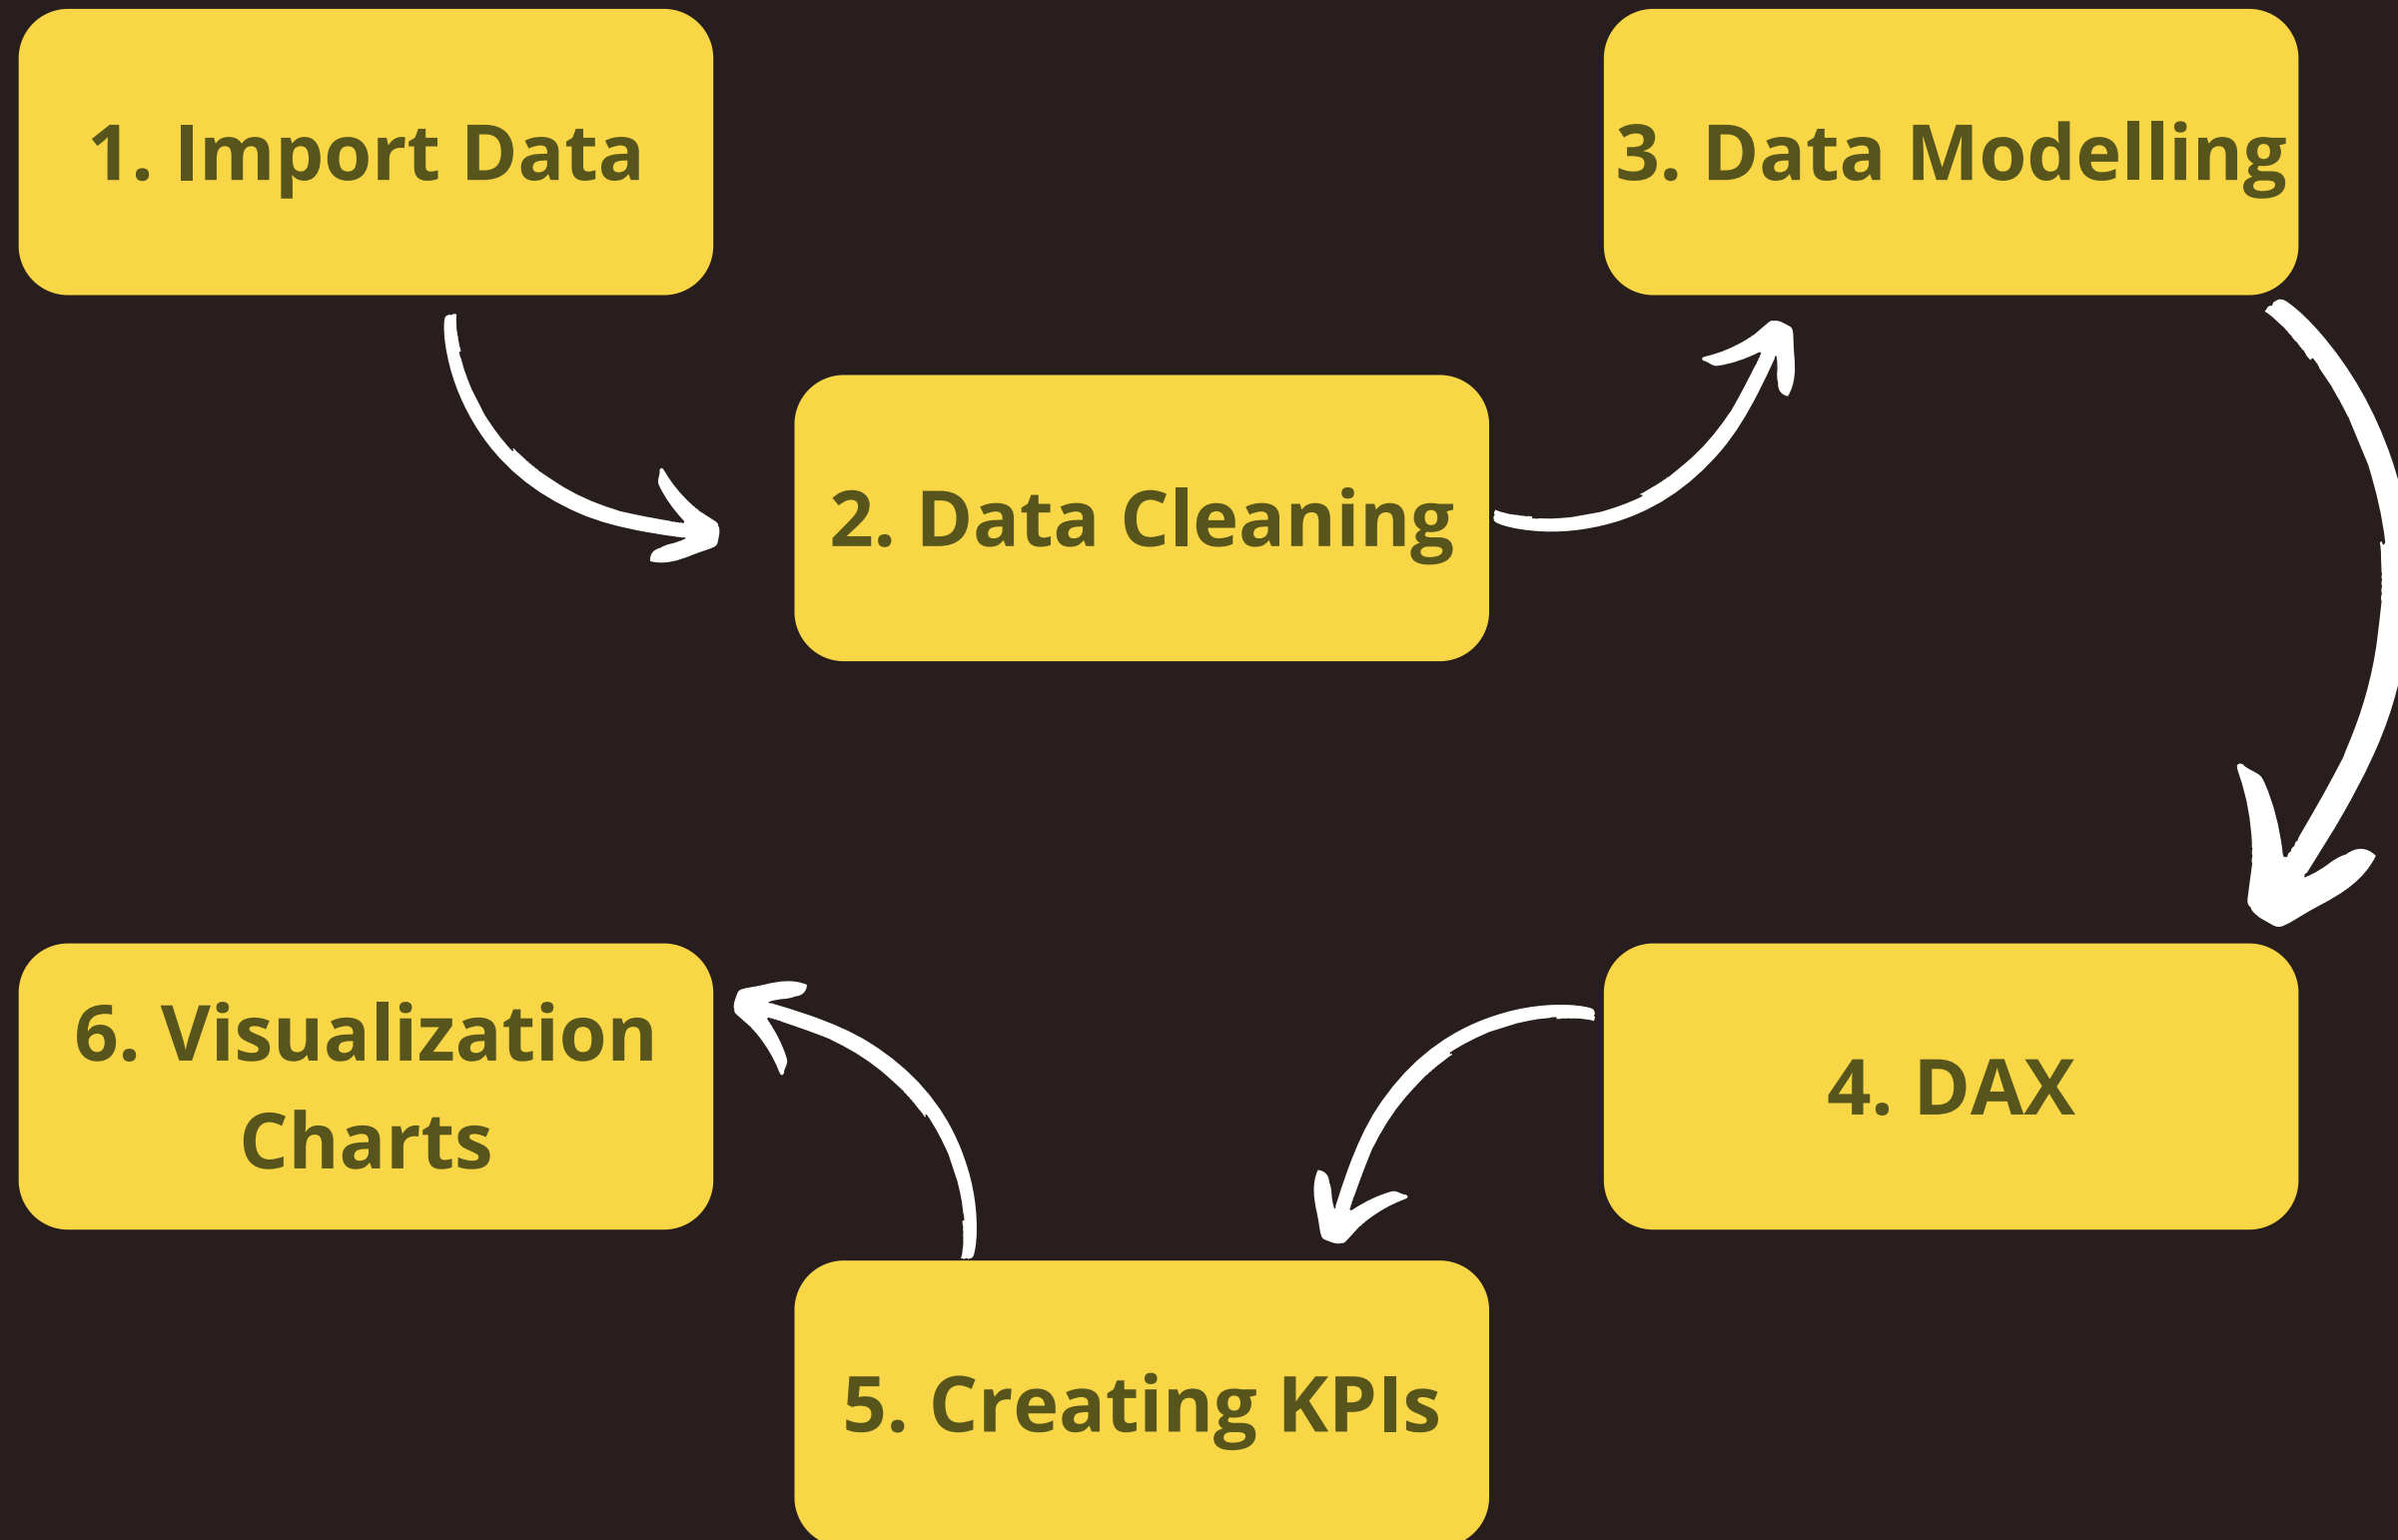 1. Import Data
2. Data Cleaning
3. Data Modelling
4. DAX
5. Creating KPIs
6. Visualization
Charts